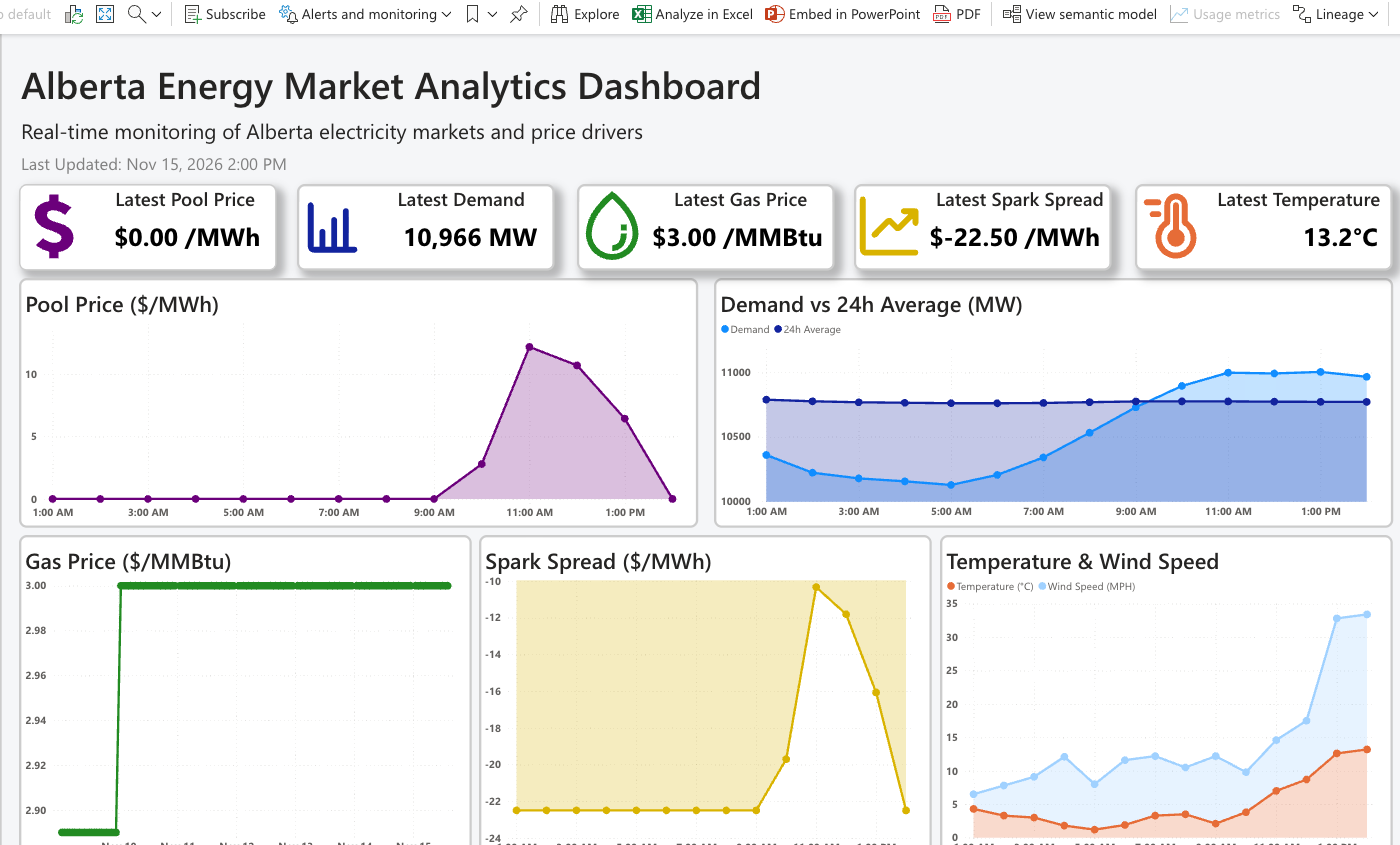 default Subscribe Alerts and monitoring Explore Analyze in Excel Embed in PowerPoint PDF View semantic model Usage metrics Lineage
Alberta Energy Market Analytics Dashboard
Real-time monitoring of Alberta electricity markets and price drivers
Last Updated: Nov 15, 2026 2:00 PM
Latest Pool Price
$0.00 /MWh
Latest Demand
10,966 MW
Latest Gas Price
$3.00 /MMBtu
Latest Spark Spread
$-22.50 /MWh
Latest Temperature
13.2°C
Pool Price ($/MWh)
10
5
0
1:00 AM 3:00 AM 5:00 AM 7:00 AM 9:00 AM 11:00 AM 1:00 PM
Demand vs 24h Average (MW)
Demand 24h Average
11000
10500
10000
1:00 AM 3:00 AM 5:00 AM 7:00 AM 9:00 AM 11:00 AM 1:00 PM
Gas Price ($/MMBtu)
3.00
2.98
2.96
2.94
2.92
2.90
Spark Spread ($/MWh)
-10
-12
-14
-16
-18
-20
-22
-24
Temperature & Wind Speed
Temperature (°C) Wind Speed (MPH)
35
30
25
20
15
10
5
0